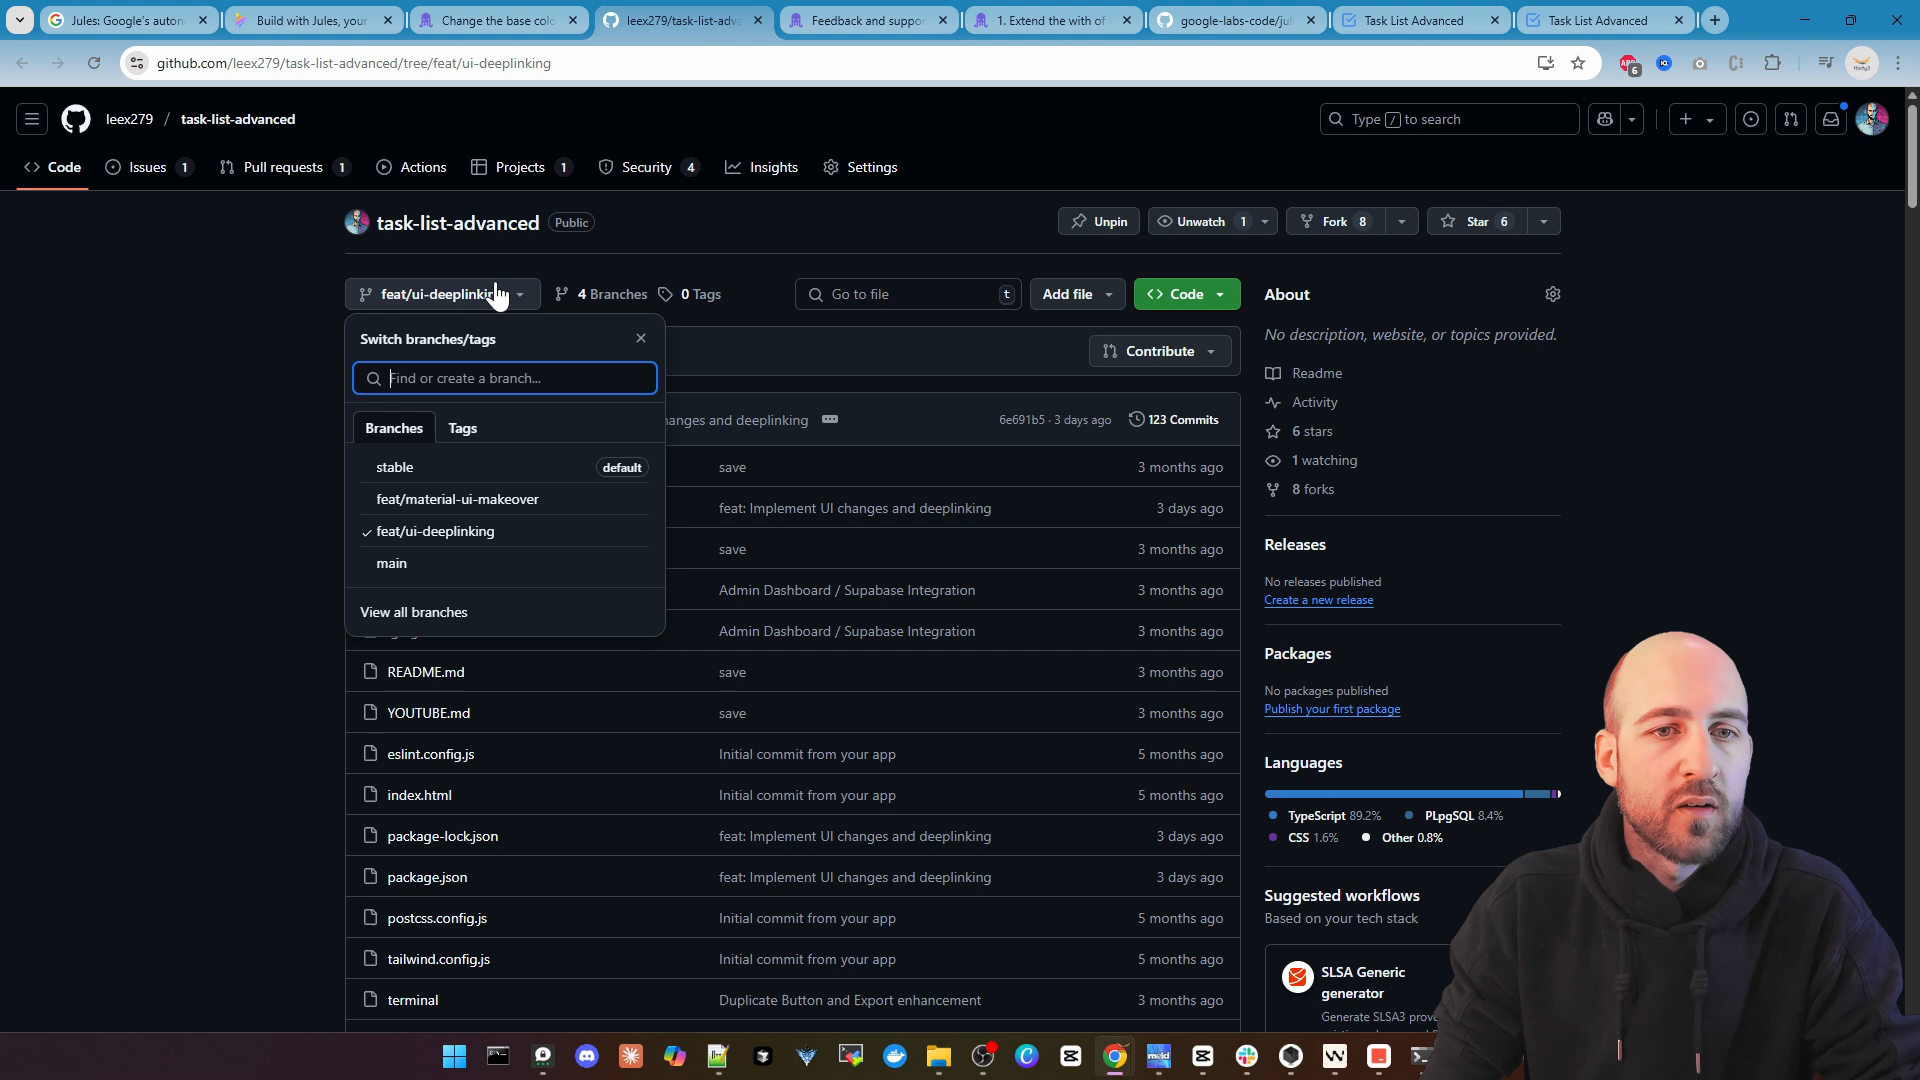 Jules: Google's auton
Build with Jules, your
Change the base colo
leex279/task-list-adva
Feedback and suppor
1. Extend the with of
google-labs-code/jul
Task List Advanced
Task List Advanced
github.com/leex279/task-list-advanced/tree/feat/ui-deeplinking
6
leex279 / task-list-advanced
Type / to search
Code
Issues 1
Pull requests 1
Actions
Projects 1
Security 4
Insights
Settings
task-list-advanced Public
Unpin
Unwatch 1
Fork 8
Star 6
feat/ui-deeplinkin
4 Branches
0 Tags
Go to file t
Add file
Code
Switch branches/tags
Find or create a branch...
Branches
Tags
stable default
feat/material-ui-makeover
feat/ui-deeplinking
main
View all branches
Contribute
anges and deeplinking
6e691b5 · 3 days ago
123 Commits
save 3 months ago
feat: Implement UI changes and deeplinking 3 days ago
save 3 months ago
Admin Dashboard / Supabase Integration 3 months ago
Admin Dashboard / Supabase Integration 3 months ago
README.md save 3 months ago
YOUTUBE.md save 3 months ago
eslint.config.js Initial commit from your app 5 months ago
index.html Initial commit from your app 5 months ago
package-lock.json feat: Implement UI changes and deeplinking 3 days ago
package.json feat: Implement UI changes and deeplinking 3 days ago
postcss.config.js Initial commit from your app 5 months ago
tailwind.config.js Initial commit from your app 5 months ago
terminal Duplicate Button and Export enhancement 3 months ago
About
No description, website, or topics provided.
Readme
Activity
6 stars
1 watching
8 forks
Releases
No releases published
Create a new release
Packages
No packages published
Publish your first package
Languages
TypeScript 89.2%
PLpgSQL 8.4%
CSS 1.6%
Other 0.8%
Suggested workflows
Based on your tech stack
SLSA Generic
generator
Generate SLSA3 prov
meld